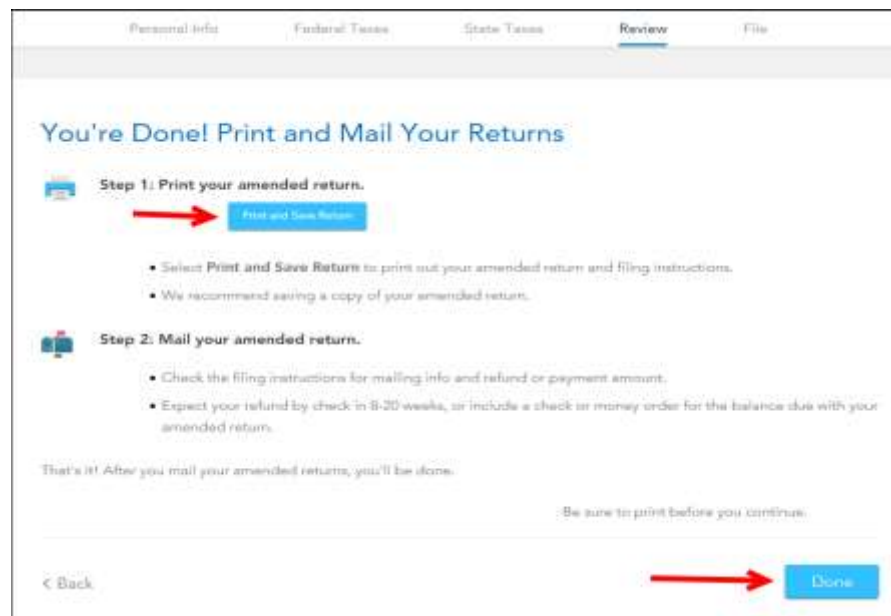 Personal Info Federal Taxes State Taxes Review File
You're Done! Print and Mail Your Returns
Step 1: Print your amended return.
Print and Save Return
• Select Print and Save Return to print out your amended return and filing instructions.
• We recommend saving a copy of your amended return.
Step 2: Mail your amended return.
• Check the filing instructions for mailing info and refund or payment amount.
• Expect your refund by check in 8-20 weeks, or include a check or money order for the balance due with your
amended return.
That's it! After you mail your amended returns, you'll be done.
Be sure to print before you continue.
< Back
Done